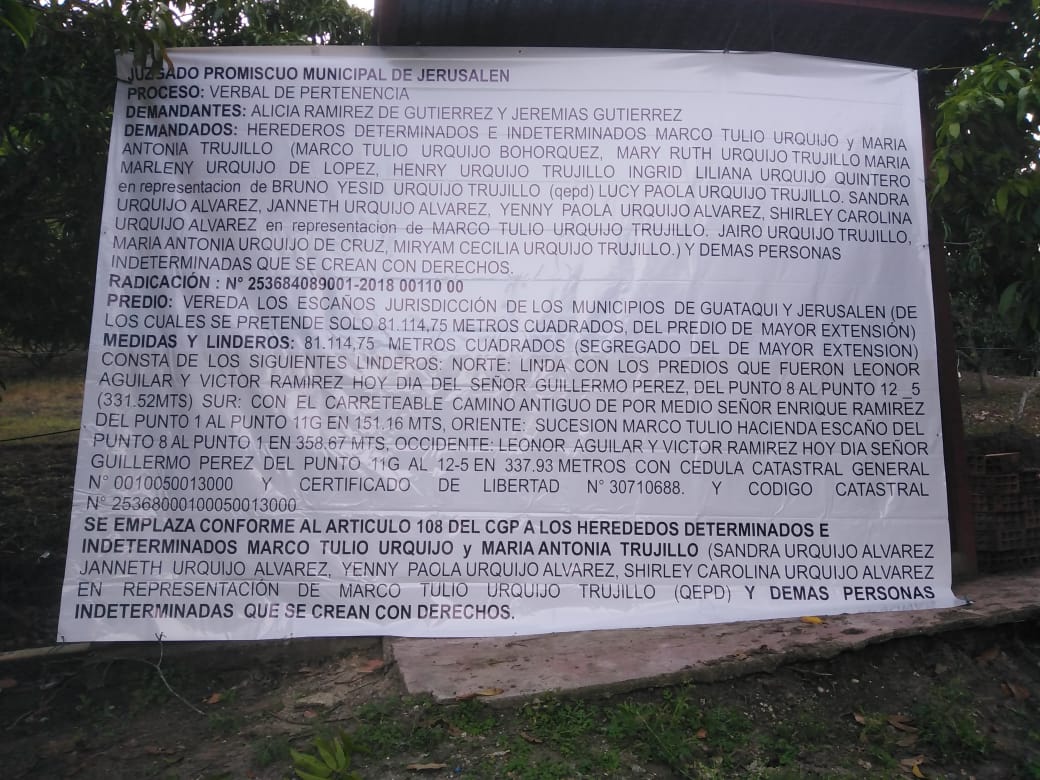 JUZGADO PROMISCUO MUNICIPAL DE JERUSALEN
PROCESO: VERBAL DE PERTENENCIA
DEMANDANTES: ALICIA RAMIREZ DE GUTIERREZ Y JEREMIAS GUTIERREZ
DEMANDADOS: HEREDEROS DETERMINADOS E INDETERMINADOS MARCO TULIO URQUIJO y MARIA
ANTONIA TRUJILLO (MARCO TULIO URQUIJO BOHORQUEZ, MARY RUTH URQUIJO TRUJILLO MARIA
MARLENY URQUIJO DE LOPEZ, HENRY URQUIJO TRUJILLO INGRID LILIANA URQUIJO QUINTERO
en representacion de BRUNO YESID URQUIJO TRUJILLO (qepd) LUCY PAOLA URQUIJO TRUJILLO. SANDRA
URQUIJO ALVAREZ, JANNETH URQUIJO ALVAREZ, YENNY PAOLA URQUIJO ALVAREZ, SHIRLEY CAROLINA
URQUIJO ALVAREZ en representacion de MARCO TULIO URQUIJO TRUJILLO. JAIRO URQUIJO TRUJILLO,
MARIA ANTONIA URQUIJO DE CRUZ, MIRYAM CECILIA URQUIJO TRUJILLO.) Y DEMAS PERSONAS
INDETERMINADAS QUE SE CREAN CON DERECHOS.
RADICACIÓN : N° 253684089001-2018 00110 00
PREDIO: VEREDA LOS ESCAÑOS JURISDICCIÓN DE LOS MUNICIPIOS DE GUATAQUI Y JERUSALEN (DE
LOS CUALES SE PRETENDE SOLO 81.114,75 METROS CUADRADOS, DEL PREDIO DE MAYOR EXTENSIÓN)
MEDIDAS Y LINDEROS: 81.114,75 METROS CUADRADOS (SEGREGADO DEL DE MAYOR EXTENSION)
CONSTA DE LOS SIGUIENTES LINDEROS: NORTE: LINDA CON LOS PREDIOS QUE FUERON LEONOR
AGUILAR Y VICTOR RAMIREZ HOY DIA DEL SEÑOR GUILLERMO PEREZ, DEL PUNTO 8 AL PUNTO 12 _5
(331.52MTS) SUR: CON EL CARRETEABLE CAMINO ANTIGUO DE POR MEDIO SEÑOR ENRIQUE RAMIREZ
DEL PUNTO 1 AL PUNTO 11G EN 151.16 MTS, ORIENTE: SUCESION MARCO TULIO HACIENDA ESCAÑO DEL
PUNTO 8 AL PUNTO 1 EN 358.67 MTS, OCCIDENTE: LEONOR AGUILAR Y VICTOR RAMIREZ HOY DIA SEÑOR
GUILLERMO PEREZ DEL PUNTO 11G AL 12-5 EN 337.93 METROS CON CEDULA CATASTRAL GENERAL
N° 0010050013000 Y CERTIFICADO DE LIBERTAD N° 30710688. Y CODIGO CATASTRAL
N° 25368000100050013000
SE EMPLAZA CONFORME AL ARTICULO 108 DEL CGP A LOS HEREDEDOS DETERMINADOS E
INDETERMINADOS MARCO TULIO URQUIJO y MARIA ANTONIA TRUJILLO (SANDRA URQUIJO ALVAREZ
JANNETH URQUIJO ALVAREZ, YENNY PAOLA URQUIJO ALVAREZ, SHIRLEY CAROLINA URQUIJO ALVAREZ
EN REPRESENTACIÓN DE MARCO TULIO URQUIJO TRUJILLO (QEPD) Y DEMAS PERSONAS
INDETERMINADAS QUE SE CREAN CON DERECHOS.